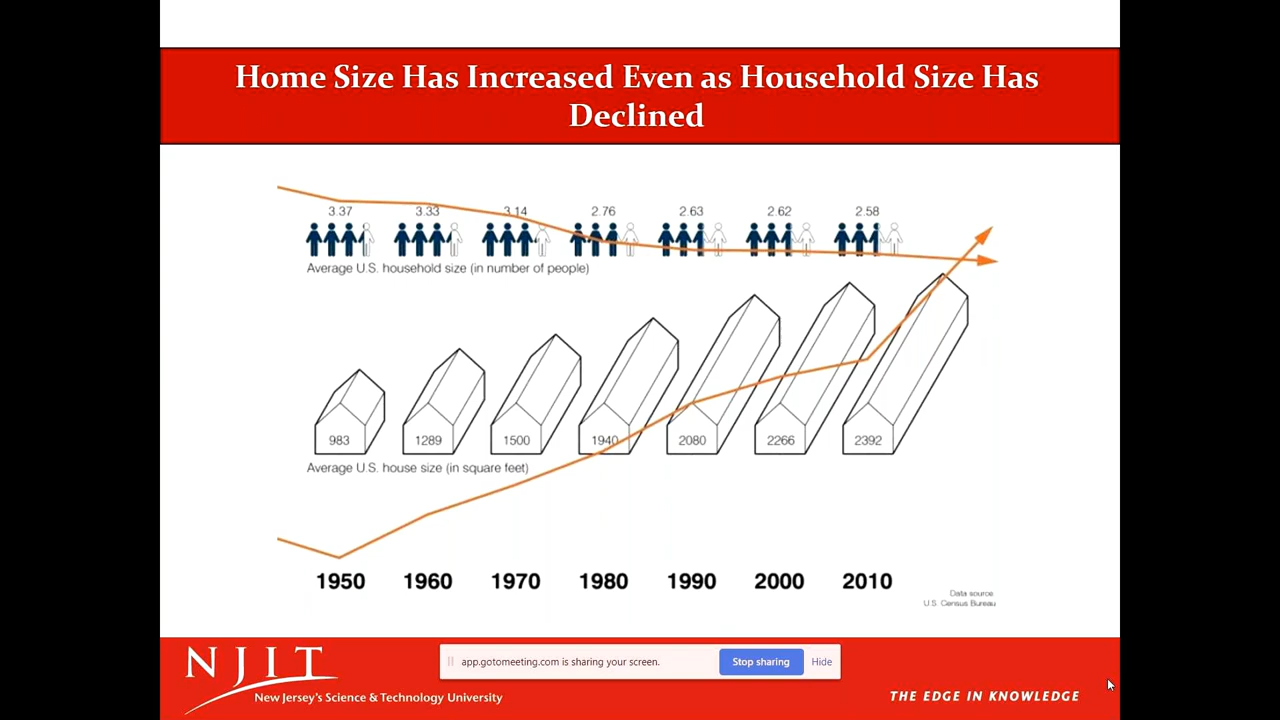 Home Size Has Increased Even as Household Size Has
Declined
3.37 3.33 3.14 2.76 2.63 2.62 2.58
Average U.S. household size (in number of people)
983 1289 1500 1940 2080 2266 2392
Average U.S. house size (in square feet)
1950 1960 1970 1980 1990 2000 2010
Data source
U.S. Census Bureau
NJIT
New Jersey's Science & Technology University
|| app.gotomeeting.com is sharing your screen. Stop sharing Hide
THE EDGE IN KNOWLEDGE